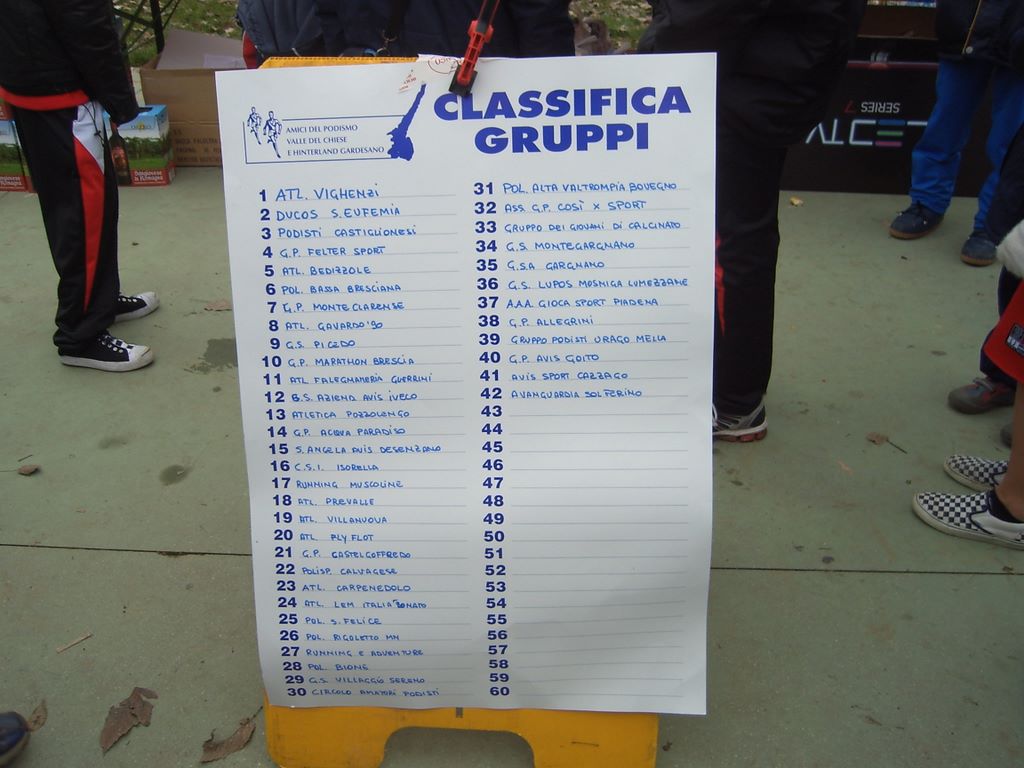 CLASSIFICA
GRUPPI
AMICI DEL PODISMO
VALLE DEL CHIESE
E HINTERLAND GARDESANO
1 ATL. VIGHENZI
2 DUCOS S. EUFEMIA
3 PODISTI CASTIGLIONESI
4 G.P. FELTER SPORT
5 ATL. BEDIZZOLE
6 POL. BASSA BRESCIANA
7 G.P. MONTECLARENSE
8 ATL. GAVARDO '90
9 G.S. PICEDO
10 G.P. MARATHON BRESCIA
11 ATL FALEGNAMERIA GUERRINI
12 G.S. AZIEND. AVIS IVECO
13 ATLETICA POZZOLENGO
14 G.P. ACQUA PARADISO
15 S. ANGELA AVIS DESENZANO
16 C.S.I. ISORELLA
17 RUNNING MUSCOLINE
18 ATL. PREVALLE
19 ATL. VILLANUOVA
20 ATL. FLY FLOT
21 G.P. CASTELGOFFREDO
22 POLISP. CALVAGESE
23 ATL. CARPENEDOLO
24 ATL. LEM ITALIA LONATO
25 POL. S. FELICE
26 POL. RIGOLETTO MN
27 RUNNING E ADVENTURE
28 POL. BIONE
29 G.S. VILLAGGIO SERENO
30 CIRCOLO AMATORI PODISTI
31 POL. ALTA VALTROMPIA BOVEGNO
32 ASS. G.P. COSÌ X SPORT
33 GRUPPO DEI GIOVANI DI CALCINATO
34 G.S. MONTEGARGNANO
35 G.S.A GARGNANO
36 G.S. LUPOS MOSNIGA LUMEZZANE
37 A.A.A. GIOCA SPORT PIADENA
38 G.P. ALLEGRINI
39 GRUPPO PODISTI URAGO MELLA
40 G.P. AVIS GOITO
41 AVIS SPORT CAZZAGO
42 AVANGUARDIA SOLFERINO
43
44
45
46
47
48
49
50
51
52
53
54
55
56
57
58
59
60
LEDTV
SERIES 7